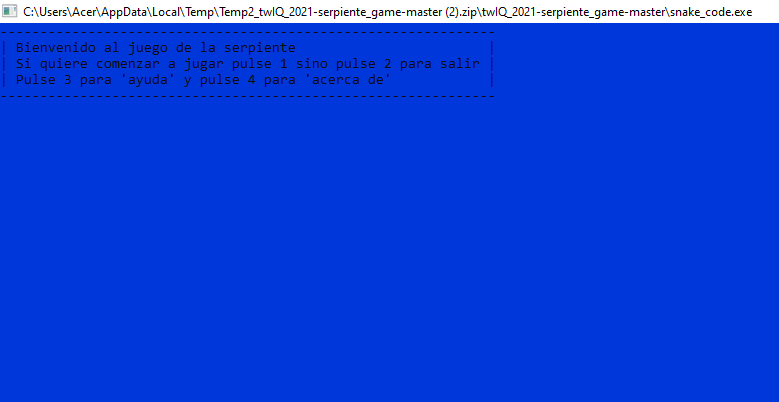 C:\Users\Acer\AppData\Local\Temp\Temp2_twIQ_2021-serpiente_game-master (2).zip\twIQ_2021-serpiente_game-master\snake_code.exe
--------------------------------------------------------------
| Bienvenido al juego de la serpiente                        |
| Si quiere comenzar a jugar pulse 1 sino pulse 2 para salir |
| Pulse 3 para 'ayuda' y pulse 4 para 'acerca de'            |
--------------------------------------------------------------